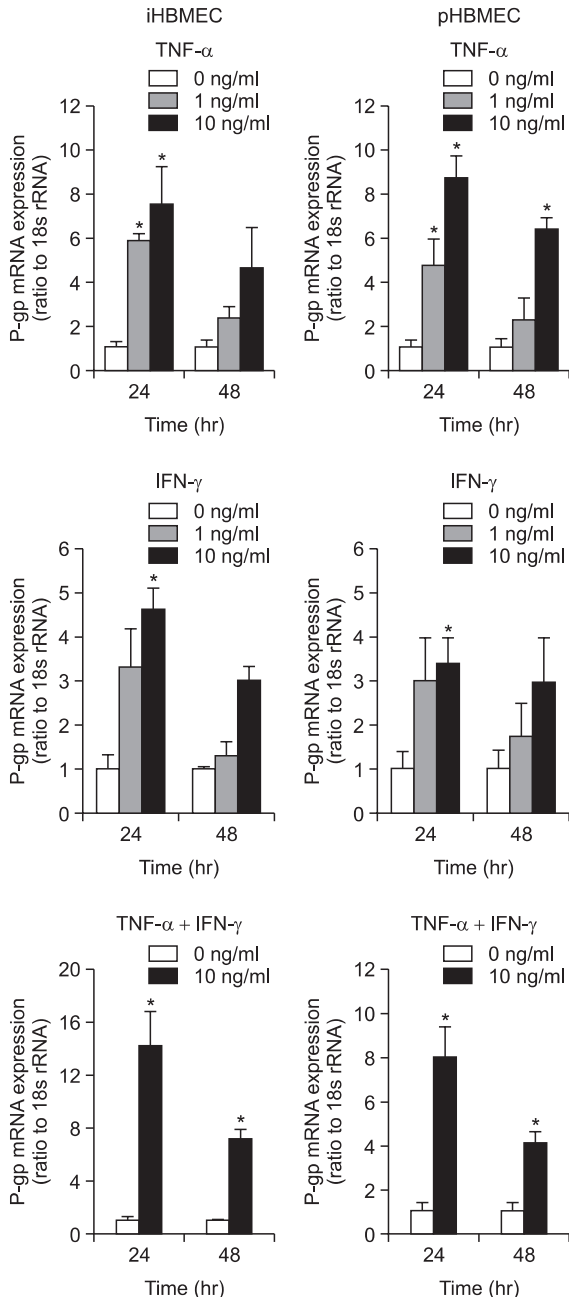 iHBMEC
pHBMEC
TNF-α
0 ng/ml
1 ng/ml
10 ng/ml
P-gp mRNA expression
(ratio to 18s rRNA)
12
10
8
6
4
2
0
*
*
24
48
Time (hr)
TNF-α
0 ng/ml
1 ng/ml
10 ng/ml
P-gp mRNA expression
(ratio to 18s rRNA)
12
10
8
6
4
2
0
*
*
*
24
48
Time (hr)
IFN-γ
0 ng/ml
1 ng/ml
10 ng/ml
P-gp mRNA expression
(ratio to 18s rRNA)
6
5
4
3
2
1
0
*
24
48
Time (hr)
IFN-γ
0 ng/ml
1 ng/ml
10 ng/ml
P-gp mRNA expression
(ratio to 18s rRNA)
6
5
4
3
2
1
0
*
24
48
Time (hr)
TNF-α + IFN-γ
0 ng/ml
10 ng/ml
P-gp mRNA expression
(ratio to 18s rRNA)
20
16
12
8
4
0
*
*
24
48
Time (hr)
TNF-α + IFN-γ
0 ng/ml
10 ng/ml
P-gp mRNA expression
(ratio to 18s rRNA)
12
10
8
6
4
2
0
*
*
24
48
Time (hr)